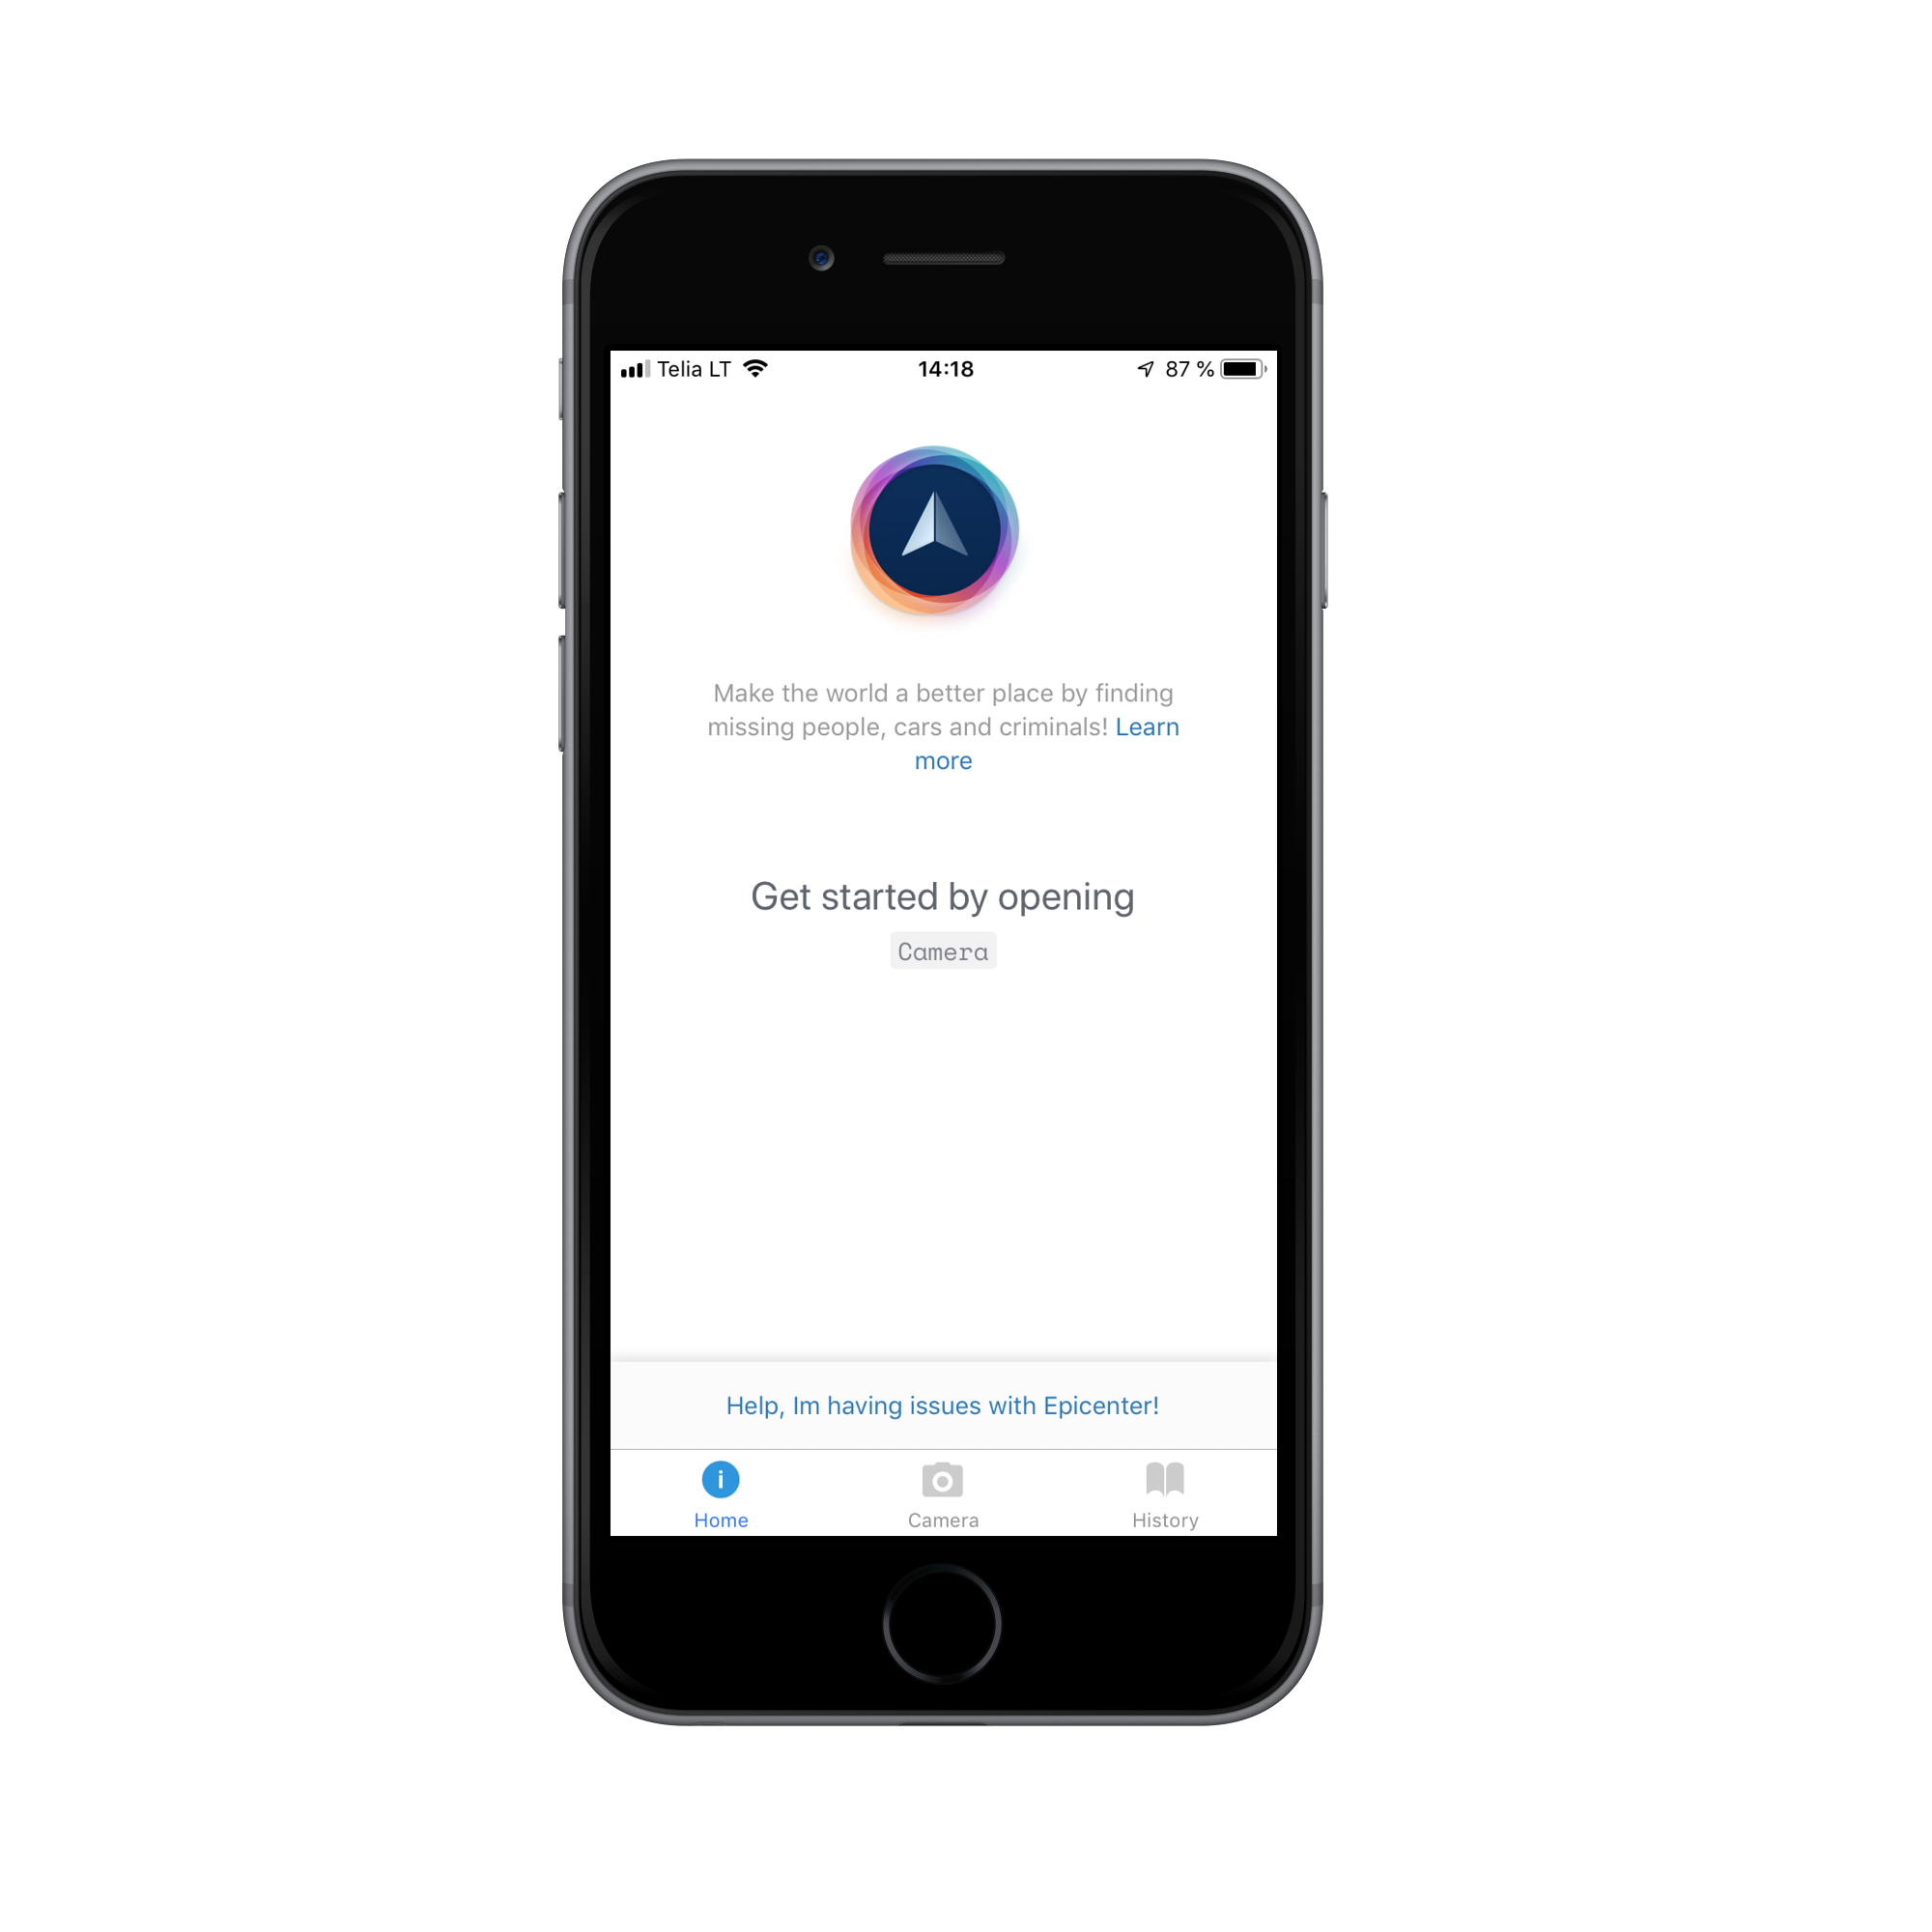 Telia LT 14:18 87 %
Make the world a better place by finding
missing people, cars and criminals! Learn
more
Get started by opening
Camera
Help, Im having issues with Epicenter!
Home Camera History